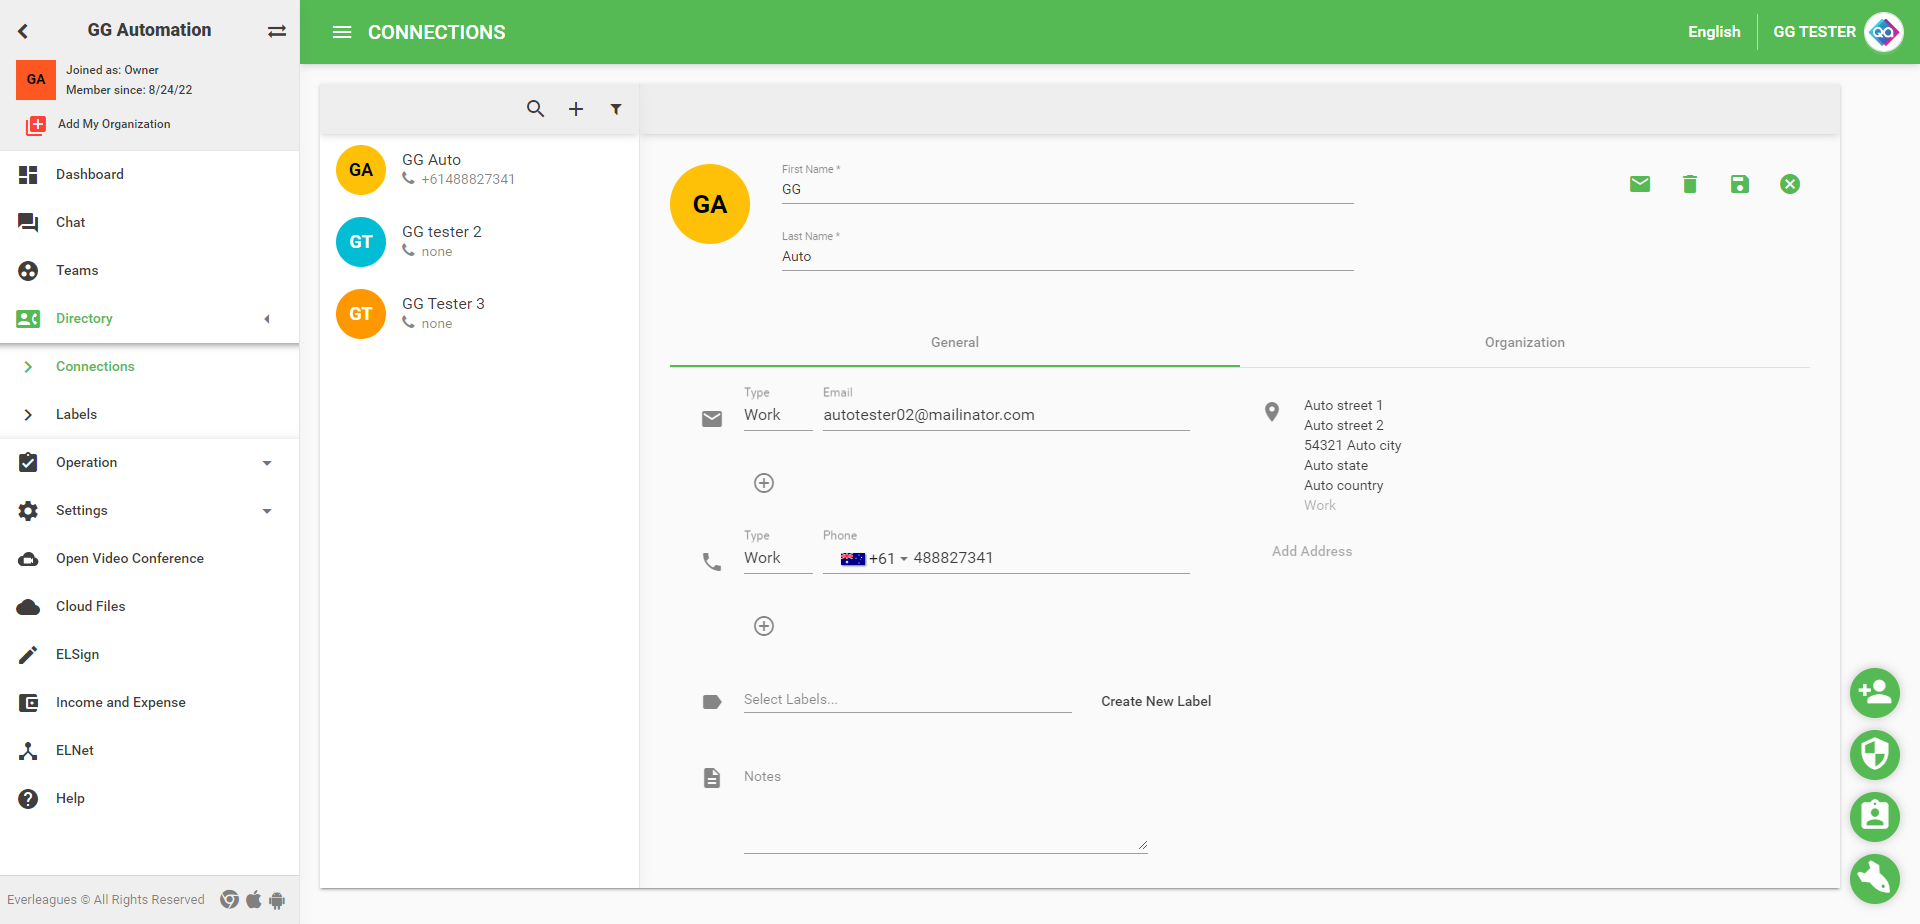 GG Automation
GA
Joined as: Owner
Member since: 8/24/22
Add My Organization
Dashboard
Chat
Teams
Directory
Connections
Labels
Operation
Settings
Open Video Conference
Cloud Files
ELSign
Income and Expense
ELNet
Help
Everleagues © All Rights Reserved
CONNECTIONS
English
GG TESTER
QA
GA
GG Auto
+61488827341
GT
GG tester 2
none
GT
GG Tester 3
none
GA
First Name *
GG
Last Name *
Auto
General
Organization
Type
Email
Work
autotester02@mailinator.com
Type
Phone
Work
+61
488827341
Select Labels...
Create New Label
Notes
Auto street 1
Auto street 2
54321 Auto city
Auto state
Auto country
Work
Add Address